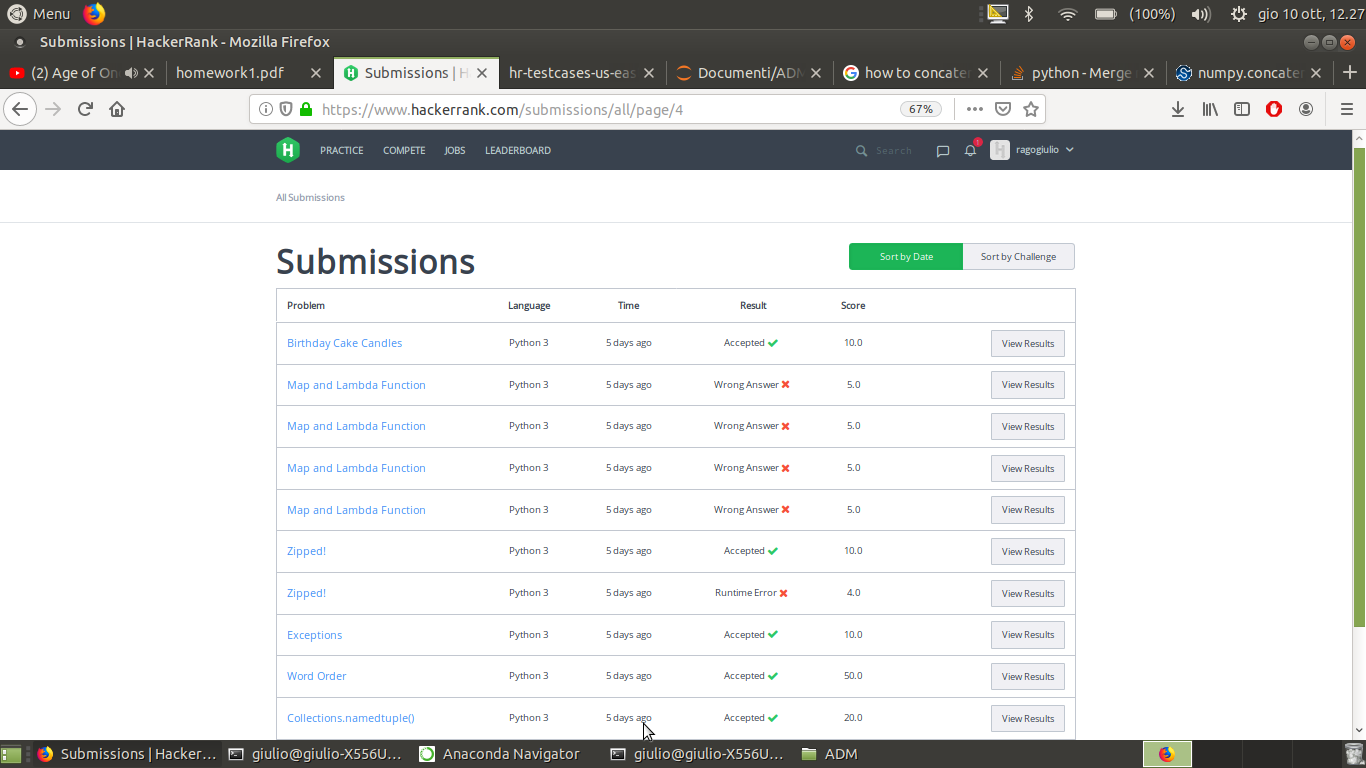 Menu (100%) gio 10 ott, 12.27
Submissions | HackerRank - Mozilla Firefox
(2) Age of On homework1.pdf Submissions | H hr-testcases-us-eas Documenti/ADM how to concater python - Merge numpy.concater
https://www.hackerrank.com/submissions/all/page/4 67%
H PRACTICE COMPETE JOBS LEADERBOARD Search 1 H ragogiulio
All Submissions
Submissions Sort by Date Sort by Challenge
Problem Language Time Result Score
Birthday Cake Candles Python 3 5 days ago Accepted 10.0 View Results
Map and Lambda Function Python 3 5 days ago Wrong Answer 5.0 View Results
Map and Lambda Function Python 3 5 days ago Wrong Answer 5.0 View Results
Map and Lambda Function Python 3 5 days ago Wrong Answer 5.0 View Results
Map and Lambda Function Python 3 5 days ago Wrong Answer 5.0 View Results
Zipped! Python 3 5 days ago Accepted 10.0 View Results
Zipped! Python 3 5 days ago Runtime Error 4.0 View Results
Exceptions Python 3 5 days ago Accepted 10.0 View Results
Word Order Python 3 5 days ago Accepted 50.0 View Results
Collections.namedtuple() Python 3 5 days ago Accepted 20.0 View Results
Submissions | Hacker... giulio@giulio-X556U... Anaconda Navigator giulio@giulio-X556U... ADM